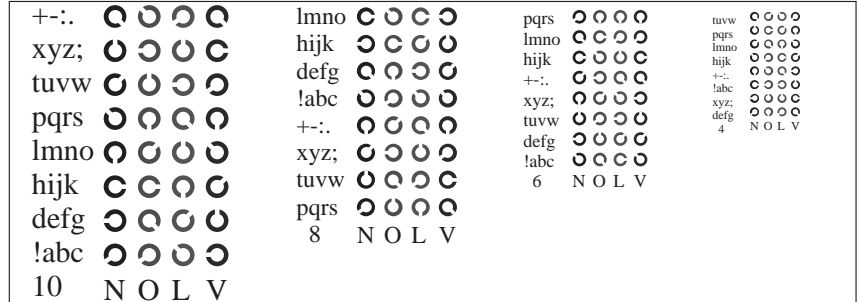 +-:.
xyz;
tuvw
pqrs
lmno
hijk
defg
!abc
10 N O L V
lmno
hijk
defg
!abc
+-:.
xyz;
tuvw
pqrs
8 N O L V
pqrs
lmno
hijk
+-:.
xyz;
tuvw
defg
!abc
6 N O L V
tuvw
pqrs
lmno
hijk
+-:.
!abc
xyz;
defg
4 N O L V